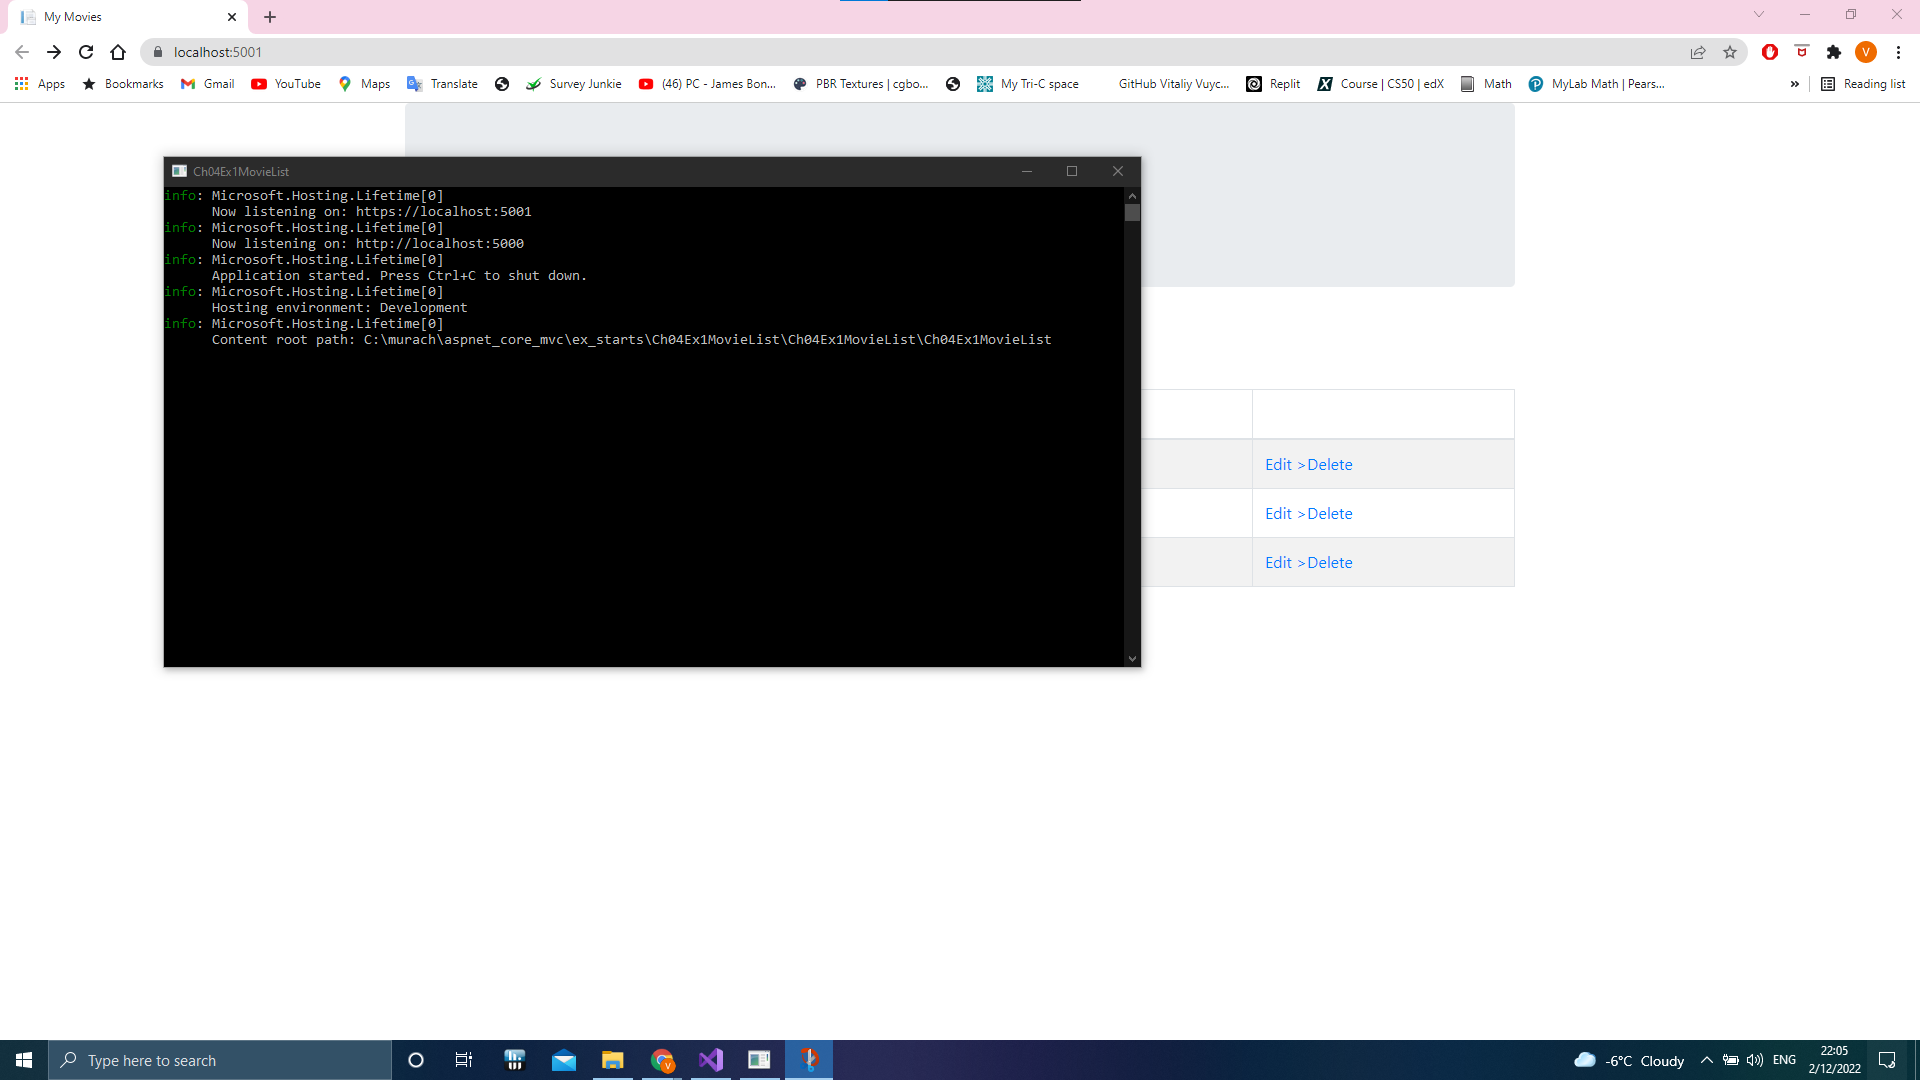 My Movies
localhost:5001
Apps Bookmarks Gmail YouTube Maps Translate Survey Junkie (46) PC - James Bon... PBR Textures | cgbo... My Tri-C space GitHub Vitaliy Vuyc... Replit Course | CS50 | edX Math MyLab Math | Pears... » Reading list
V
Ch04Ex1MovieList
info: Microsoft.Hosting.Lifetime[0]
Now listening on: https://localhost:5001
info: Microsoft.Hosting.Lifetime[0]
Now listening on: http://localhost:5000
info: Microsoft.Hosting.Lifetime[0]
Application started. Press Ctrl+C to shut down.
info: Microsoft.Hosting.Lifetime[0]
Hosting environment: Development
info: Microsoft.Hosting.Lifetime[0]
Content root path: C:\murach\aspnet_core_mvc\ex_starts\Ch04Ex1MovieList\Ch04Ex1MovieList\Ch04Ex1MovieList
Edit >Delete
Edit >Delete
Edit >Delete
Type here to search
-6°C Cloudy
ENG
22:05
2/12/2022